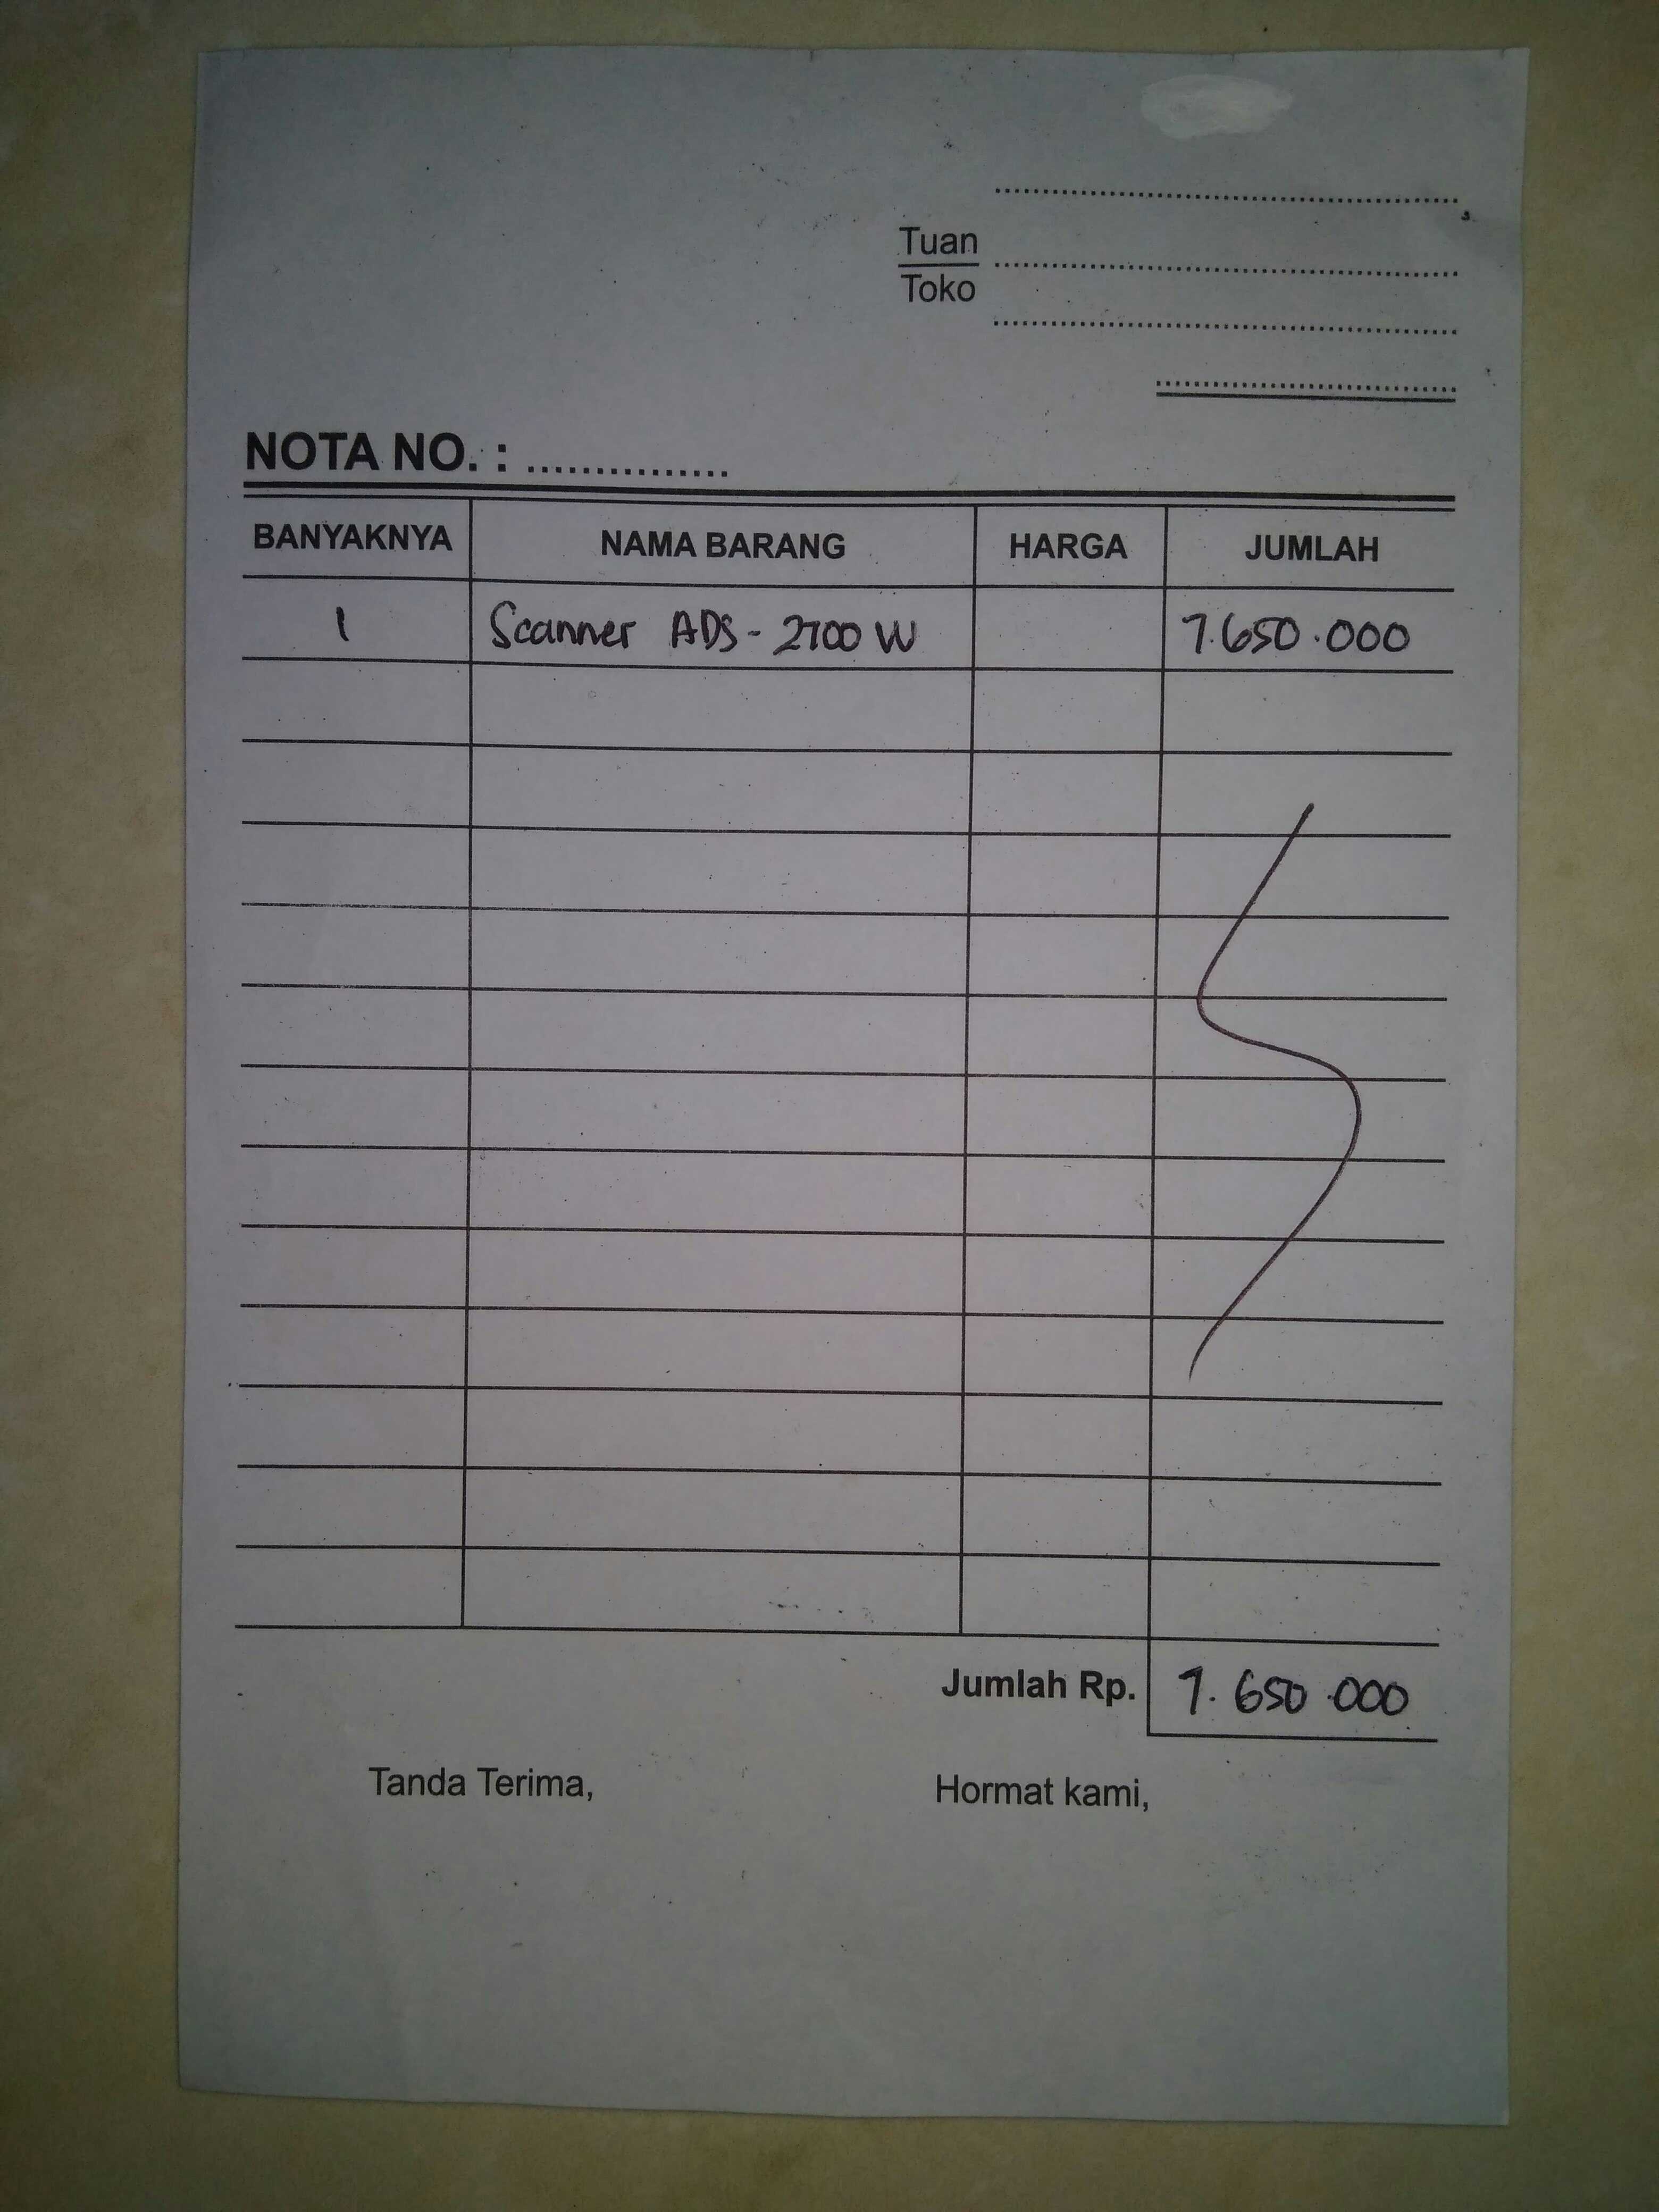 Tuan
Toko
NOTA NO. : ...............
BANYAKNYA NAMA BARANG HARGA JUMLAH
1 Scanner ADS - 2700 W 7.650.000
Jumlah Rp. 7.650.000
Tanda Terima, Hormat kami,